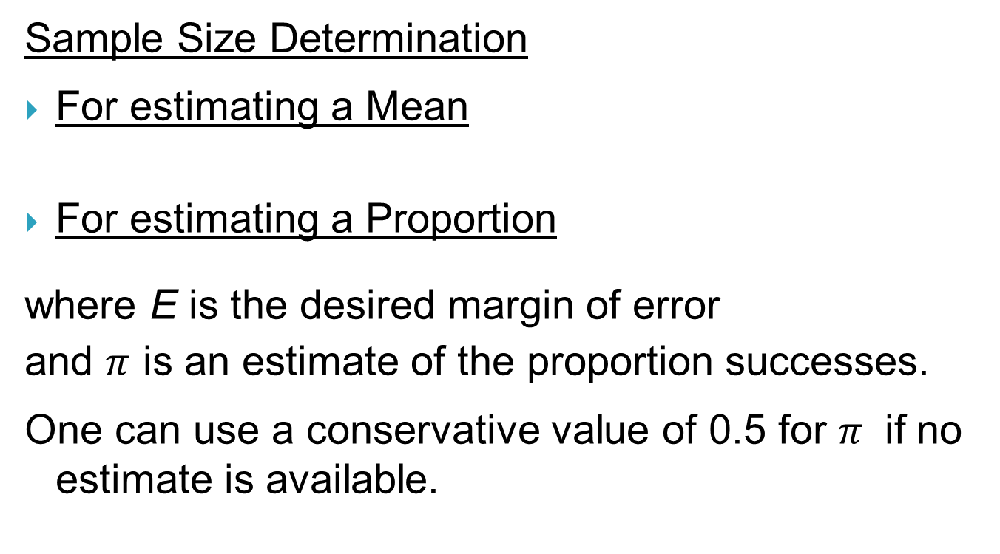 Sample Size Determination
For estimating a Mean
For estimating a Proportion
where E is the desired margin of error
and 𝜋 is an estimate of the proportion successes.
One can use a conservative value of 0.5 for 𝜋 if no
estimate is available.